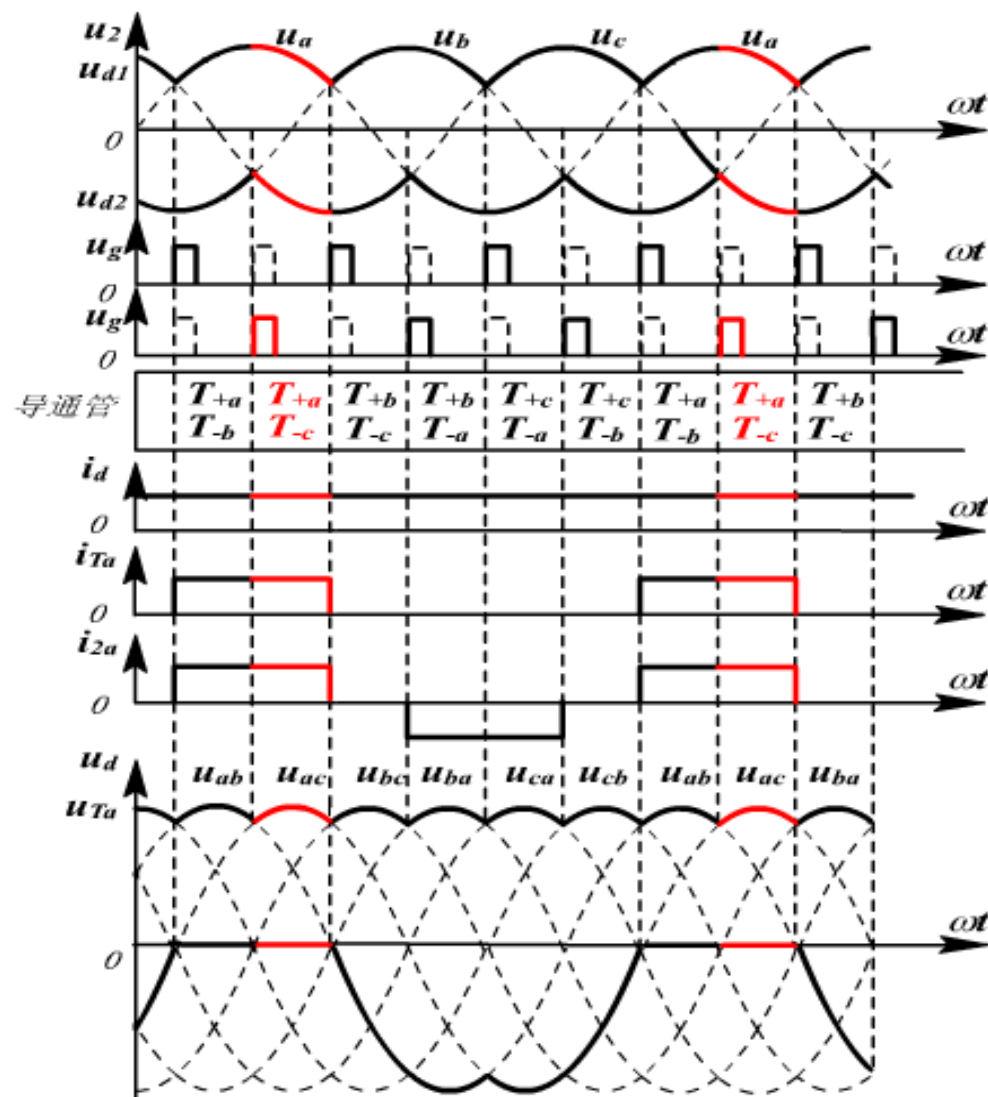 u2 ua ub uc ua
ud1
ωt
0
ud2
ug ωt
0
ug
0 ωt
导通管
T+a T+a T+b T+b T+c T+c T+a T+a T+b
T-b T-c T-c T-a T-a T-b T-b T-c T-c
id
0 ωt
iTa
0 ωt
i2a
0 ωt
ud uab uac ubc uba uca ucb uab uac uba
uTa
0 ωt